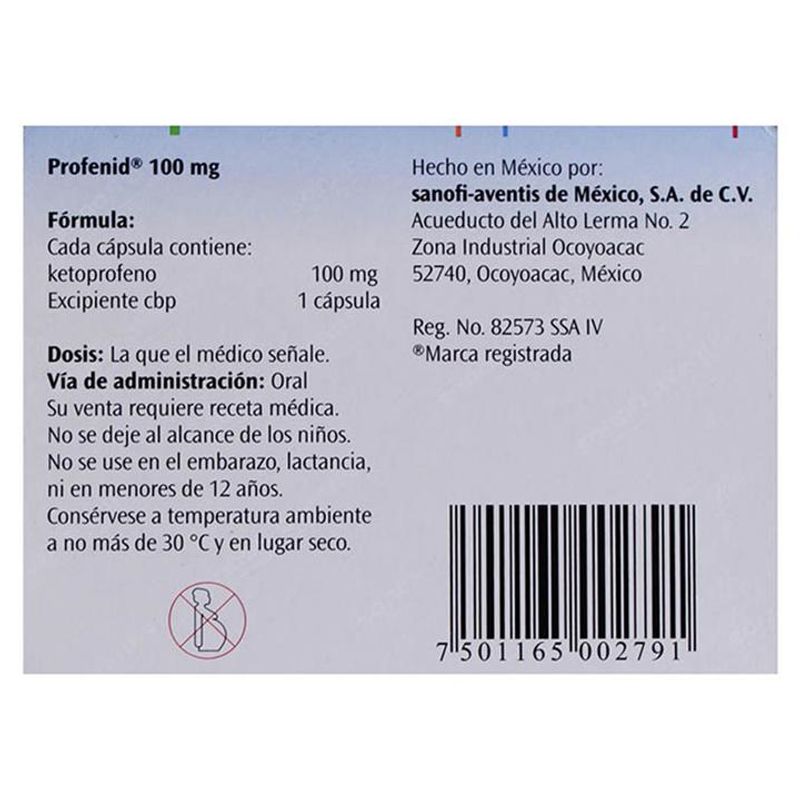 Profenid® 100 mg
Fórmula:
Cada cápsula contiene:
ketoprofeno 100 mg
Excipiente cbp 1 cápsula
Dosis: La que el médico señale.
Vía de administración: Oral
Su venta requiere receta médica.
No se deje al alcance de los niños.
No se use en el embarazo, lactancia,
ni en menores de 12 años.
Consérvese a temperatura ambiente
a no más de 30 °C y en lugar seco.
Hecho en México por:
sanofi-aventis de México, S.A. de C.V.
Acueducto del Alto Lerma No. 2
Zona Industrial Ocoyoacac
52740, Ocoyoacac, México
Reg. No. 82573 SSA IV
®Marca registrada
7 501165 002791